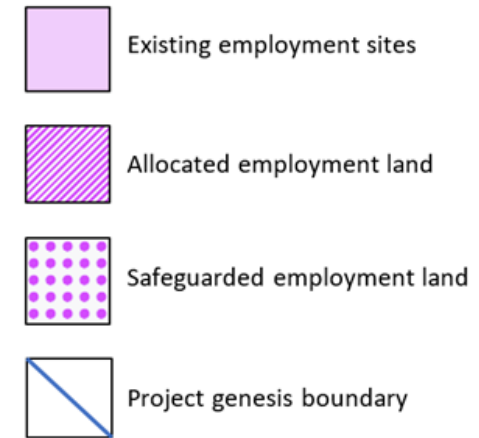 Existing employment sites
Allocated employment land
Safeguarded employment land
Project genesis boundary